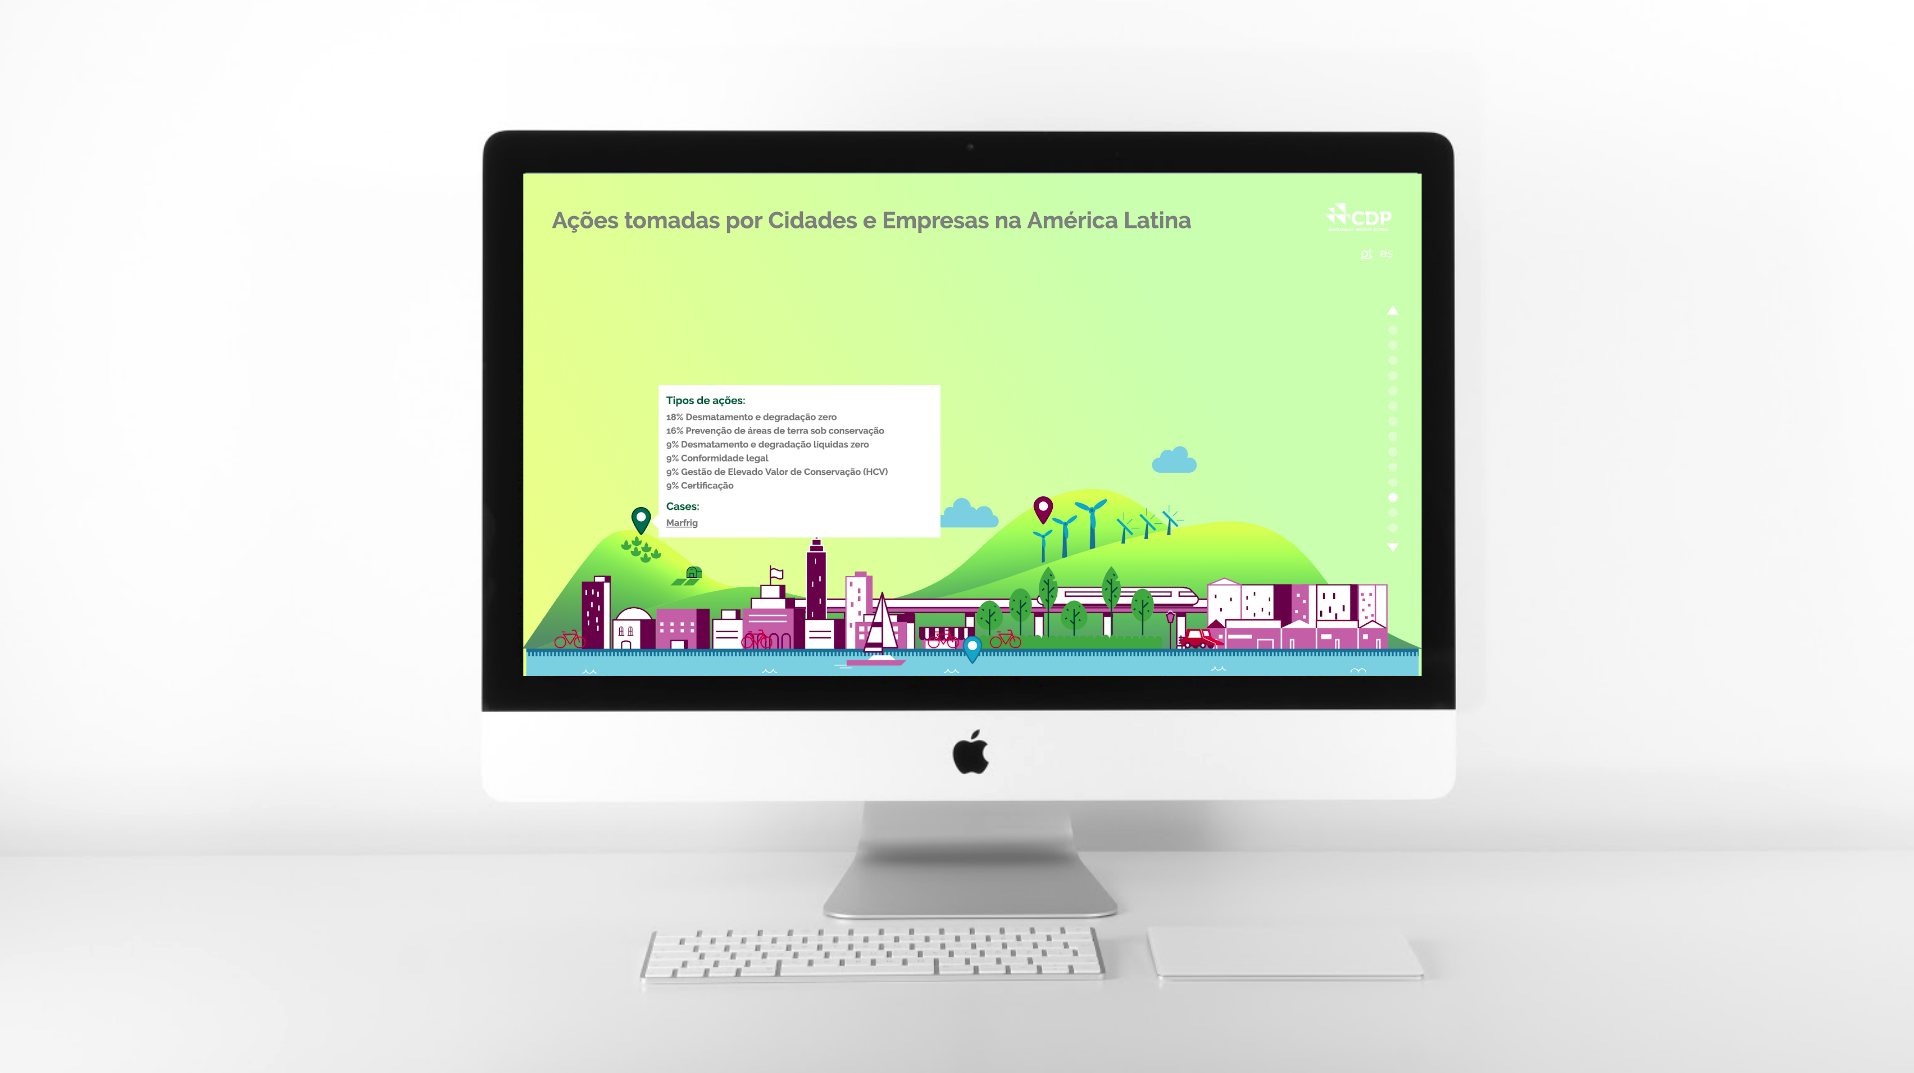 Ações tomadas por Cidades e Empresas na América Latina
CDP
pt es
Tipos de ações:
18% Desmatamento e degradação zero
16% Prevenção de áreas de terra sob conservação
9% Desmatamento e degradação líquidas zero
9% Conformidade legal
9% Gestão de Elevado Valor de Conservação (HCV)
9% Certificação
Cases:
Marfrig